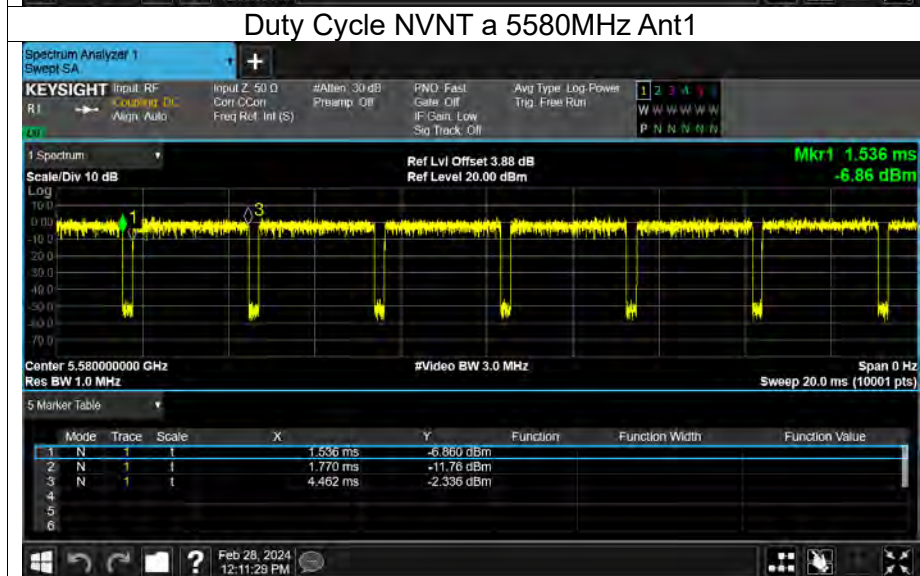 Duty Cycle NVNT a 5580MHz Ant1
Spectrum Analyzer 1
Swept SA
+
KEYSIGHT Input: RF Input Z: 50 Ω #Atten: 30 dB PNO: Fast Avg Type: Log-Power 1 2 3 4 5 6
Coupling: DC Corr CCorr Preamp: Off Gate: Off Trig: Free Run W W W W W W
Align: Auto Freq Ref: Int (S) IF Gain: Low
Sig Track: Off P N N N N N
1 Spectrum Ref Lvl Offset 3.88 dB Mkr1 1.536 ms
Scale/Div 10 dB Ref Level 20.00 dBm -6.86 dBm
Log
10.0
0.00
-10.0
-20.0
-30.0
-40.0
-50.0
-60.0
-70.0
1
3
Center 5.580000000 GHz #Video BW 3.0 MHz Span 0 Hz
Res BW 1.0 MHz Sweep 20.0 ms (10001 pts)
5 Marker Table
Mode Trace Scale X Y Function Function Width Function Value
1 N 1 t 1.536 ms -6.860 dBm
2 N 1 t 1.770 ms -11.76 dBm
3 N 1 t 4.462 ms -2.336 dBm
4
5
6
? Feb 28, 2024
12:11:29 PM